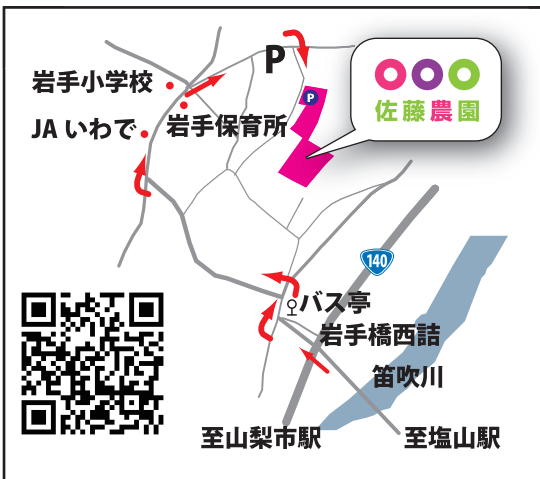 P
岩手小学校
P
佐藤農園
JA いわで
岩手保育所
140
バス亭
岩手橋西詰
笛吹川
至山梨市駅
至塩山駅